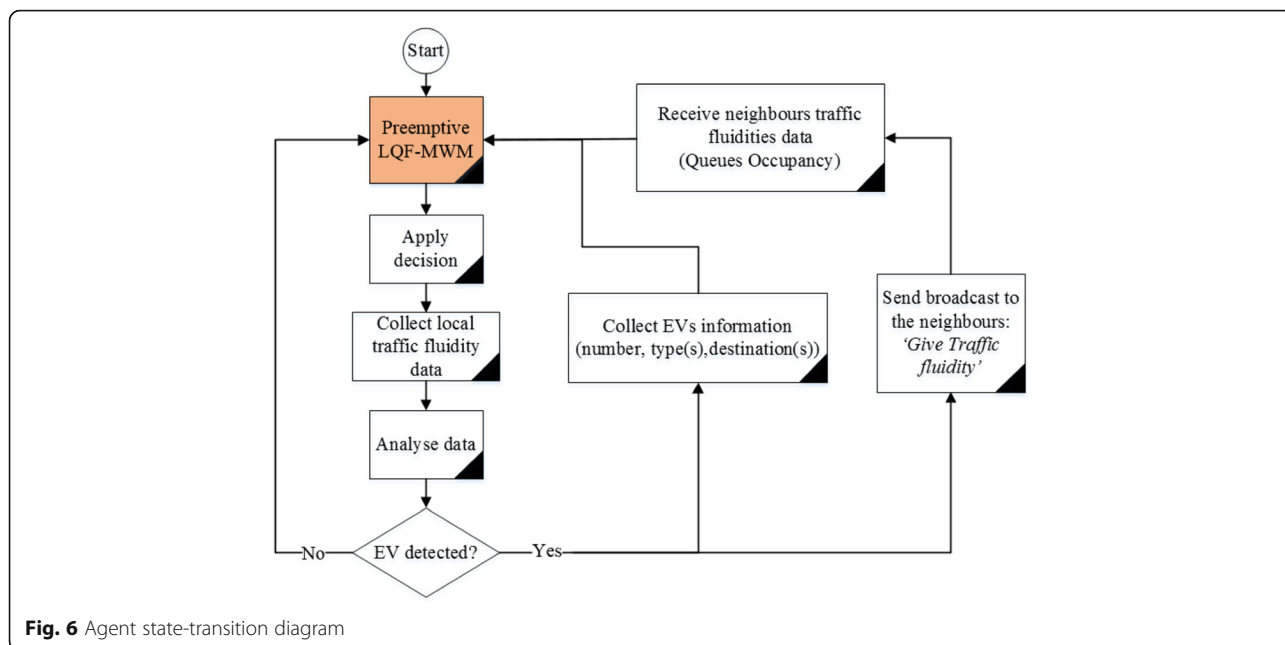 Start
Preemptive
LQF-MWM
Apply
decision
Collect local
traffic fluidity
data
Analyse data
EV detected?
No
Yes
Collect EVs information
(number, type(s),destination(s))
Send broadcast to
the neighbours:
‘Give Traffic
fluidity’
Receive neighbours traffic
fluidities data
(Queues Occupancy)
Fig. 6 Agent state-transition diagram